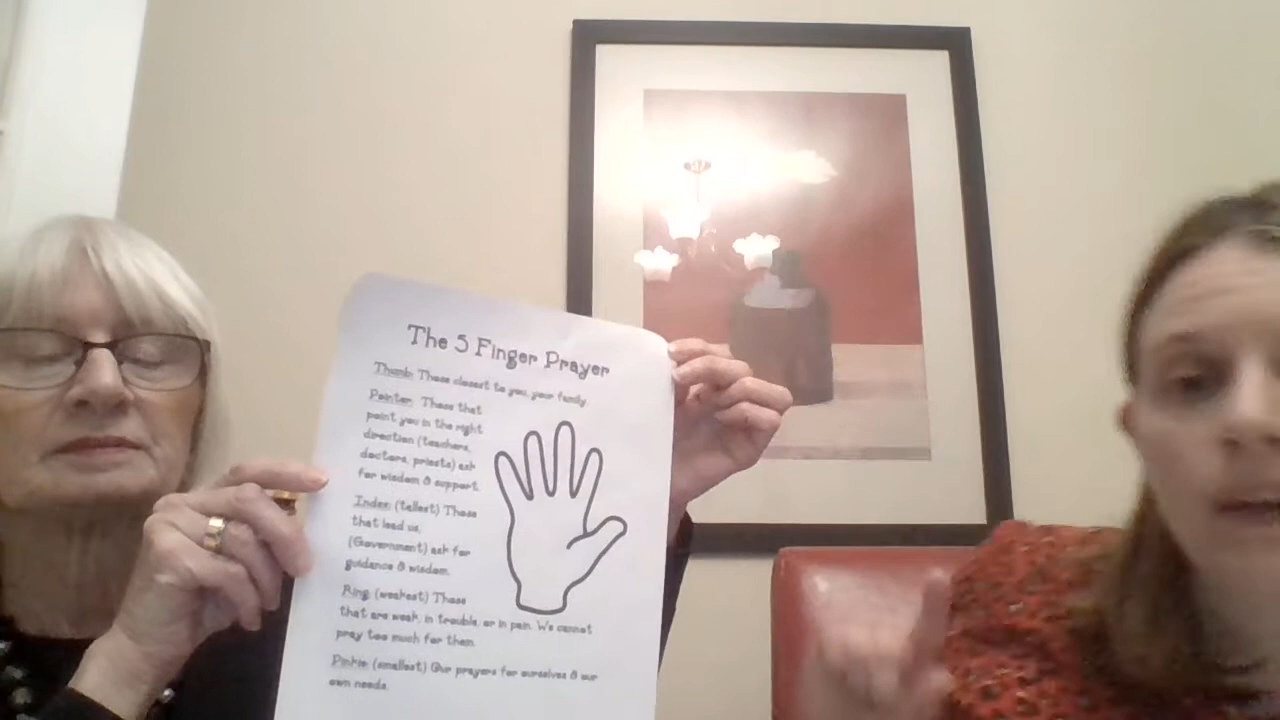 The 5 Finger Prayer
Thumb: Those closest to you, your family
Pointer: Those that
point you in the right
direction (teachers,
doctors, priests) ask
for wisdom & support.
Index (tallest) Those
that lead us,
(Government) ask for
guidance & wisdom.
Ring (weakest) Those
that are weak, in trouble, or in pain. We cannot
pray too much for them.
Pinkie (smallest) Our prayers for ourselves & our
own needs.